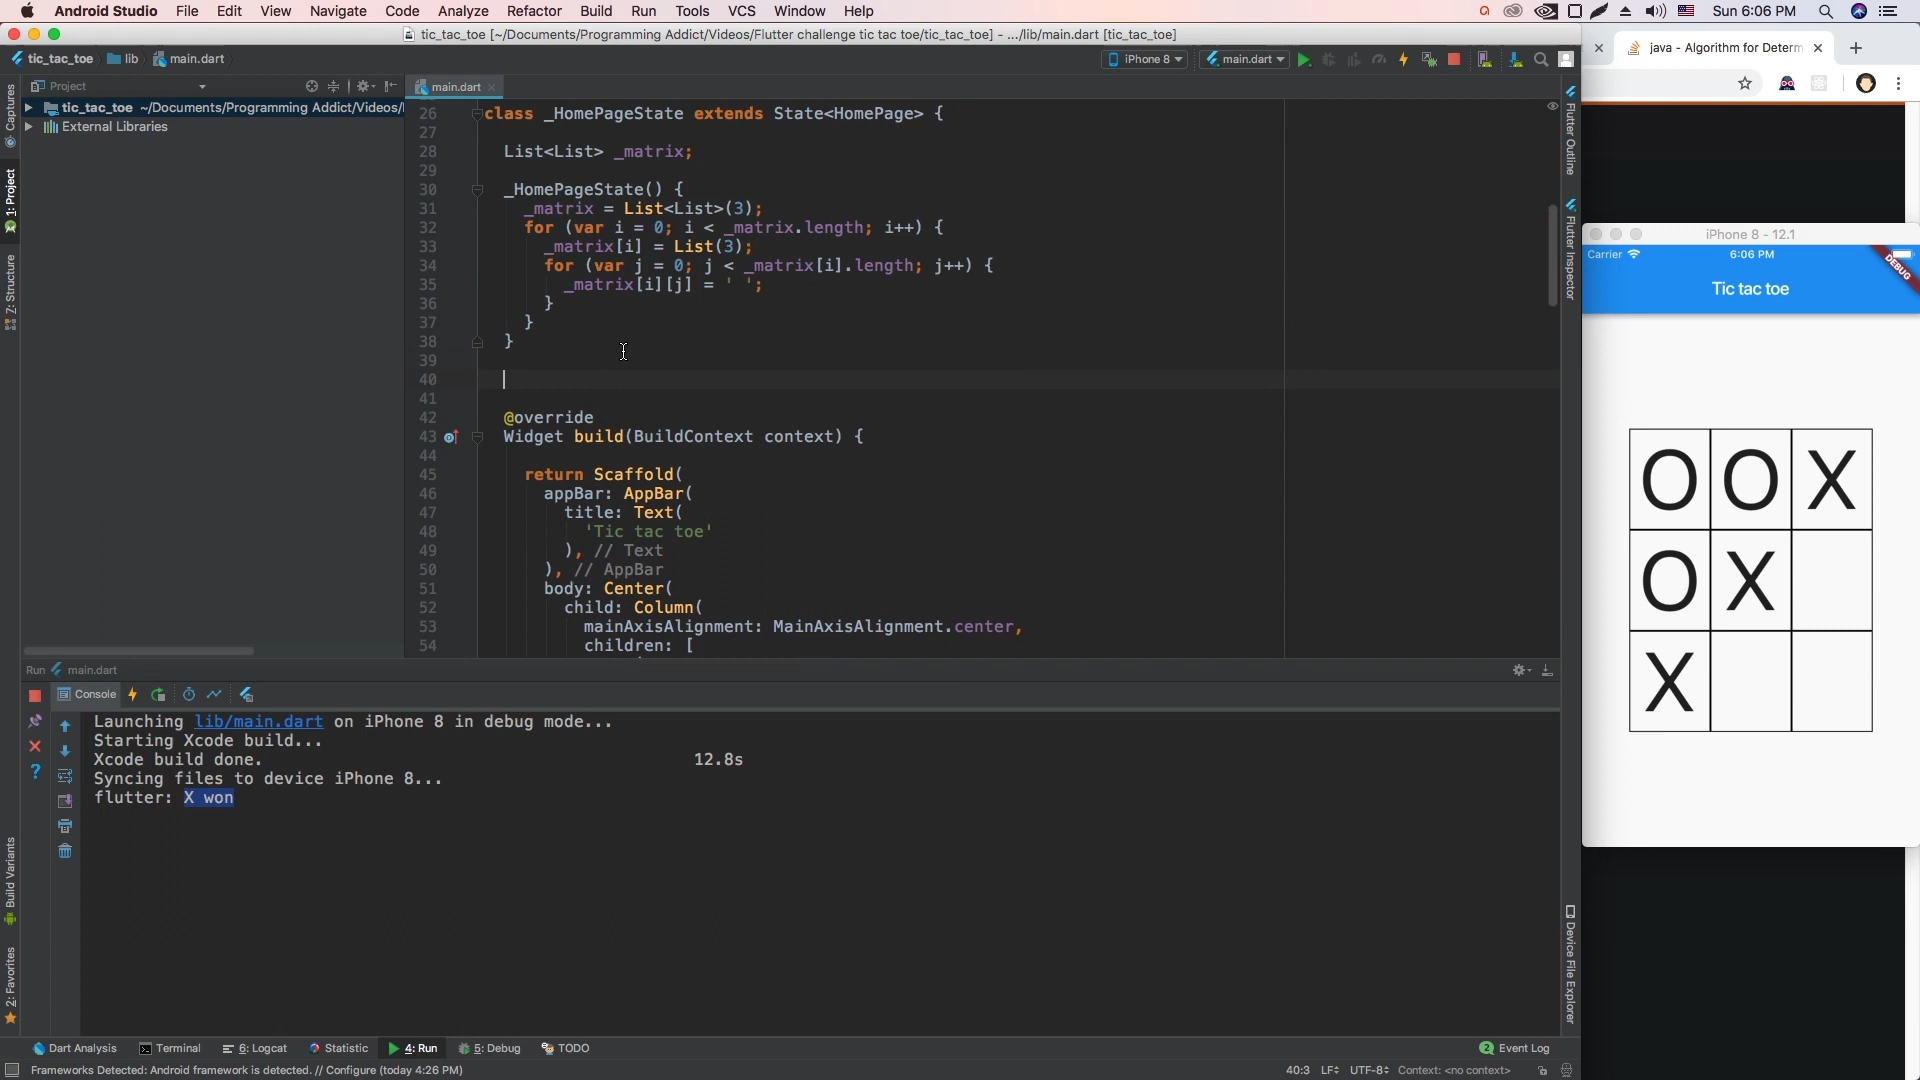 Android Studio File Edit View Navigate Code Analyze Refactor Build Run Tools VCS Window Help
Sun 6:06 PM
tic_tac_toe [~/Documents/Programming Addict/Videos/Flutter challenge tic tac toe/tic_tac_toe] - .../lib/main.dart [tic_tac_toe]
tic_tac_toe lib main.dart
iPhone 8 main.dart
java - Algorithm for Determ
Project
main.dart
tic_tac_toe ~/Documents/Programming Addict/Videos/
External Libraries
Captures
1: Project
Z: Structure
Build Variants
2: Favorites
26 class _HomePageState extends State<HomePage> {
27
28 List<List> _matrix;
29
30 _HomePageState() {
31 _matrix = List<List>(3);
32 for (var i = 0; i < _matrix.length; i++) {
33 _matrix[i] = List(3);
34 for (var j = 0; j < _matrix[i].length; j++) {
35 _matrix[i][j] = ' ';
36 }
37 }
38 }
39
40
41
42 @override
43 Widget build(BuildContext context) {
44
45 return Scaffold(
46 appBar: AppBar(
47 title: Text(
48 'Tic tac toe'
49 ), // Text
50 ), // AppBar
51 body: Center(
52 child: Column(
53 mainAxisAlignment: MainAxisAlignment.center,
54 children: [
Flutter Outline
Flutter Inspector
Device File Explorer
iPhone 8 - 12.1
Carrier 6:06 PM
DEBUG
Tic tac toe
O O X
O X
X
Run main.dart
Console
Launching lib/main.dart on iPhone 8 in debug mode...
Starting Xcode build...
Xcode build done. 12.8s
Syncing files to device iPhone 8...
flutter: X won
Dart Analysis Terminal 6: Logcat Statistic 4: Run 5: Debug TODO
2 Event Log
Frameworks Detected: Android framework is detected. // Configure (today 4:26 PM)
40:3 LF÷ UTF-8÷ Context: <no context>